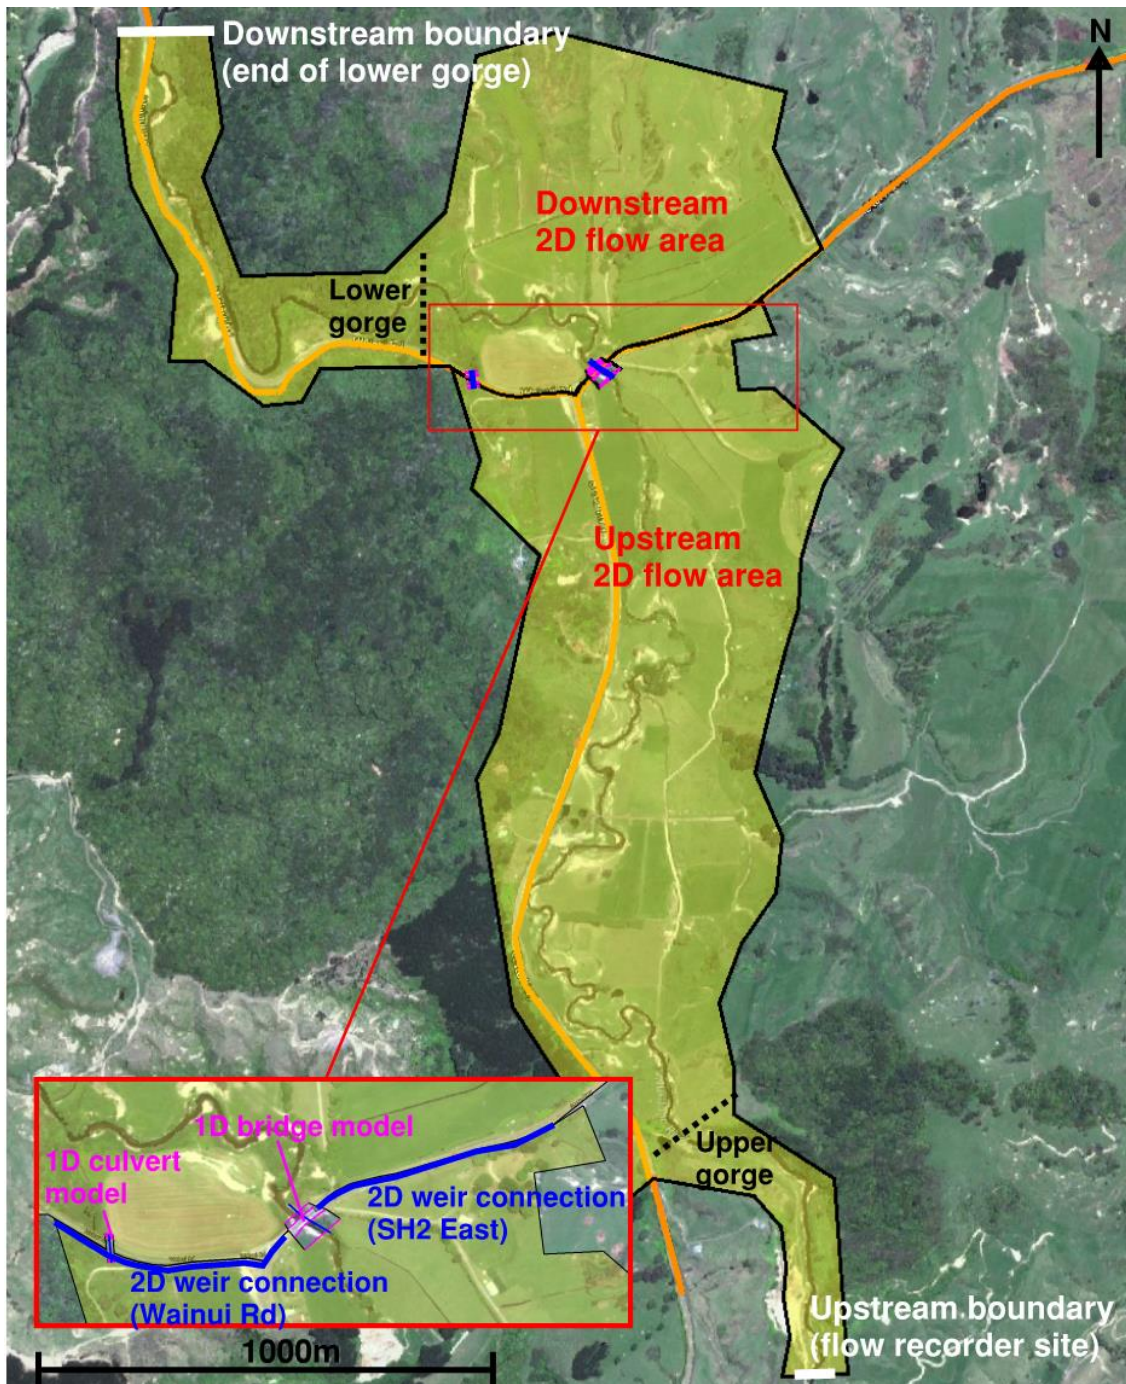 Downstream boundary
(end of lower gorge)
N
Downstream
2D flow area
Lower
gorge
Upstream
2D flow area
Upper
gorge
1D bridge model
1D culvert
model
2D weir connection
(SH2 East)
2D weir connection
(Wainui Rd)
Upstream boundary
(flow recorder site)
1000m